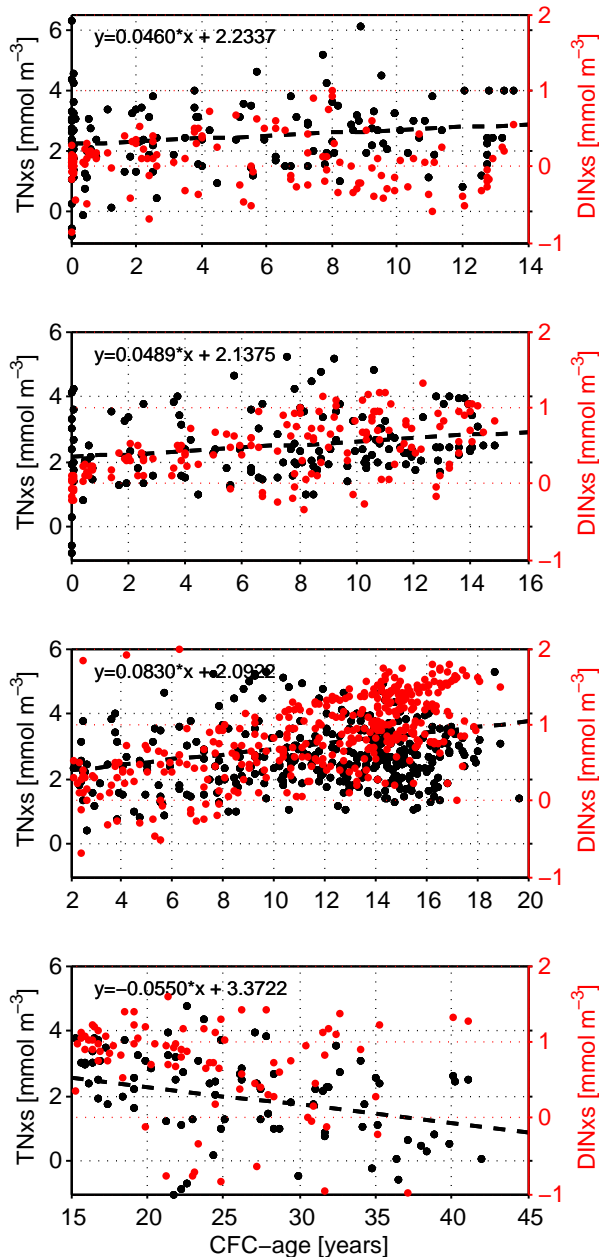 y=0.0460*x + 2.2337
TNxs [mmol m−3]
6
4
2
0
2
1
0
−1
DINxs [mmol m−3]
0 2 4 6 8 10 12 14
y=0.0489*x + 2.1375
TNxs [mmol m−3]
6
4
2
0
2
1
0
−1
DINxs [mmol m−3]
0 2 4 6 8 10 12 14 16
y=0.0830*x + 2.0922
TNxs [mmol m−3]
6
4
2
0
2
1
0
−1
DINxs [mmol m−3]
2 4 6 8 10 12 14 16 18 20
y=−0.0550*x + 3.3722
TNxs [mmol m−3]
6
4
2
0
2
1
0
−1
DINxs [mmol m−3]
15 20 25 30 35 40 45
CFC−age [years]